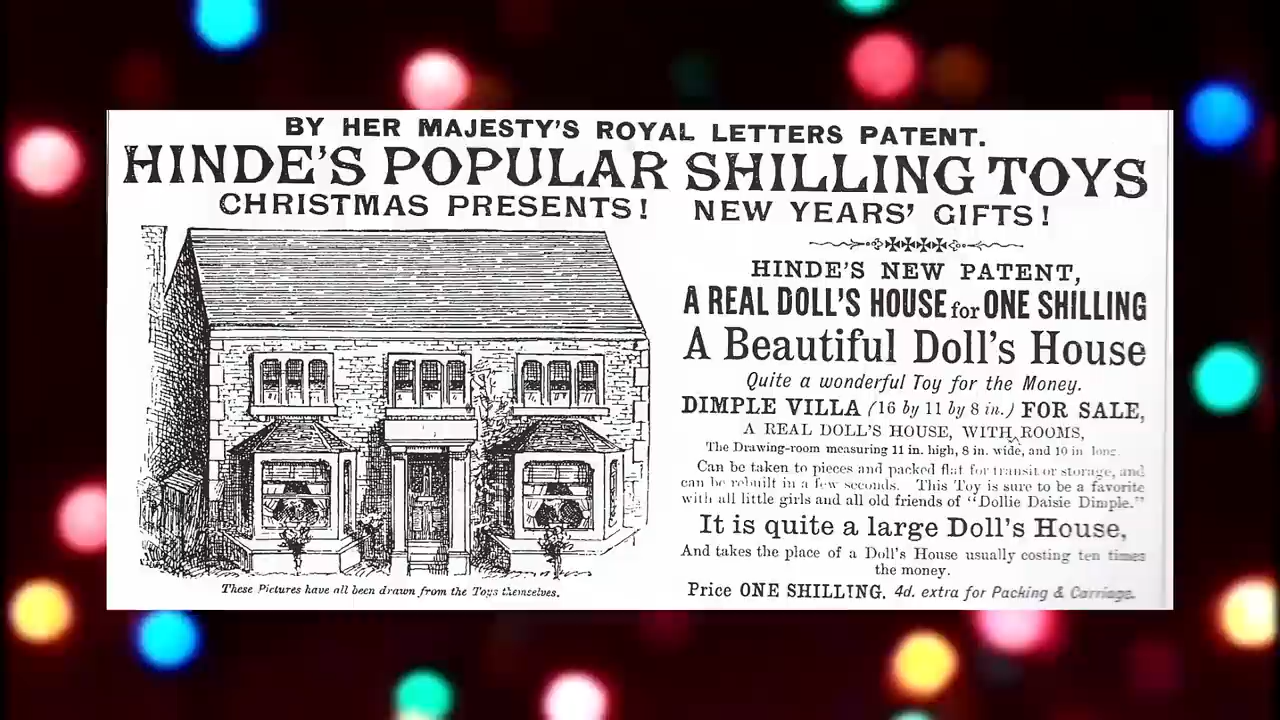 BY HER MAJESTY'S ROYAL LETTERS PATENT.
HINDE'S POPULAR SHILLING TOYS
CHRISTMAS PRESENTS! NEW YEARS' GIFTS!
HINDE'S NEW PATENT,
A REAL DOLL'S HOUSE for ONE SHILLING
A Beautiful Doll's House
Quite a wonderful Toy for the Money.
DIMPLE VILLA (16 by 11 by 8 in.) FOR SALE,
A REAL DOLL'S HOUSE, WITH ROOMS,
The Drawing-room measuring 11 in. high, 8 in. wide, and 10 in long.
Can be taken to pieces and packed flat for transit or storage, and
can be rebuilt in a few seconds. This Toy is sure to be a favorite
with all little girls and all old friends of "Dollie Daisie Dimple."
It is quite a large Doll's House,
And takes the place of a Doll's House usually costing ten times
the money.
Price ONE SHILLING. 4d. extra for Packing & Carriage.
These Pictures have all been drawn from the Toys themselves.